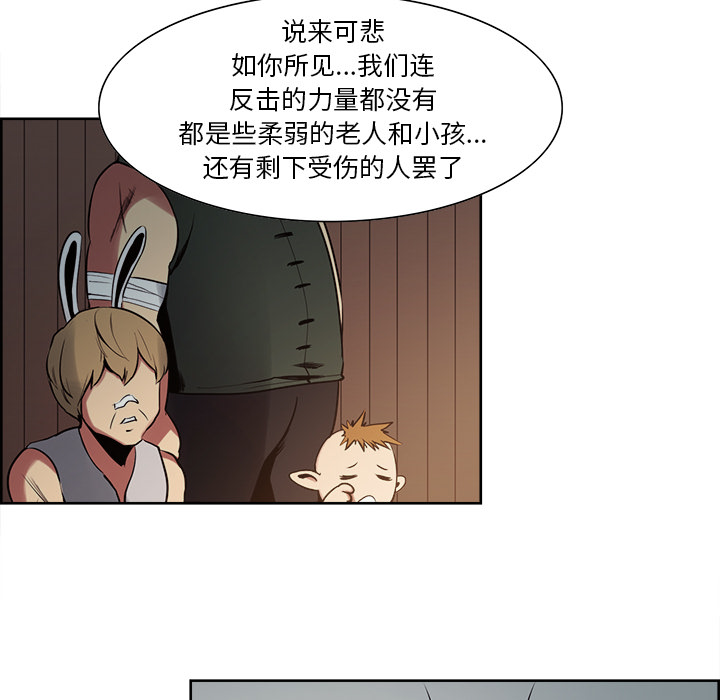 说来可悲
如你所见...我们连
反击的力量都没有
都是些柔弱的老人和小孩...
还有剩下受伤的人罢了